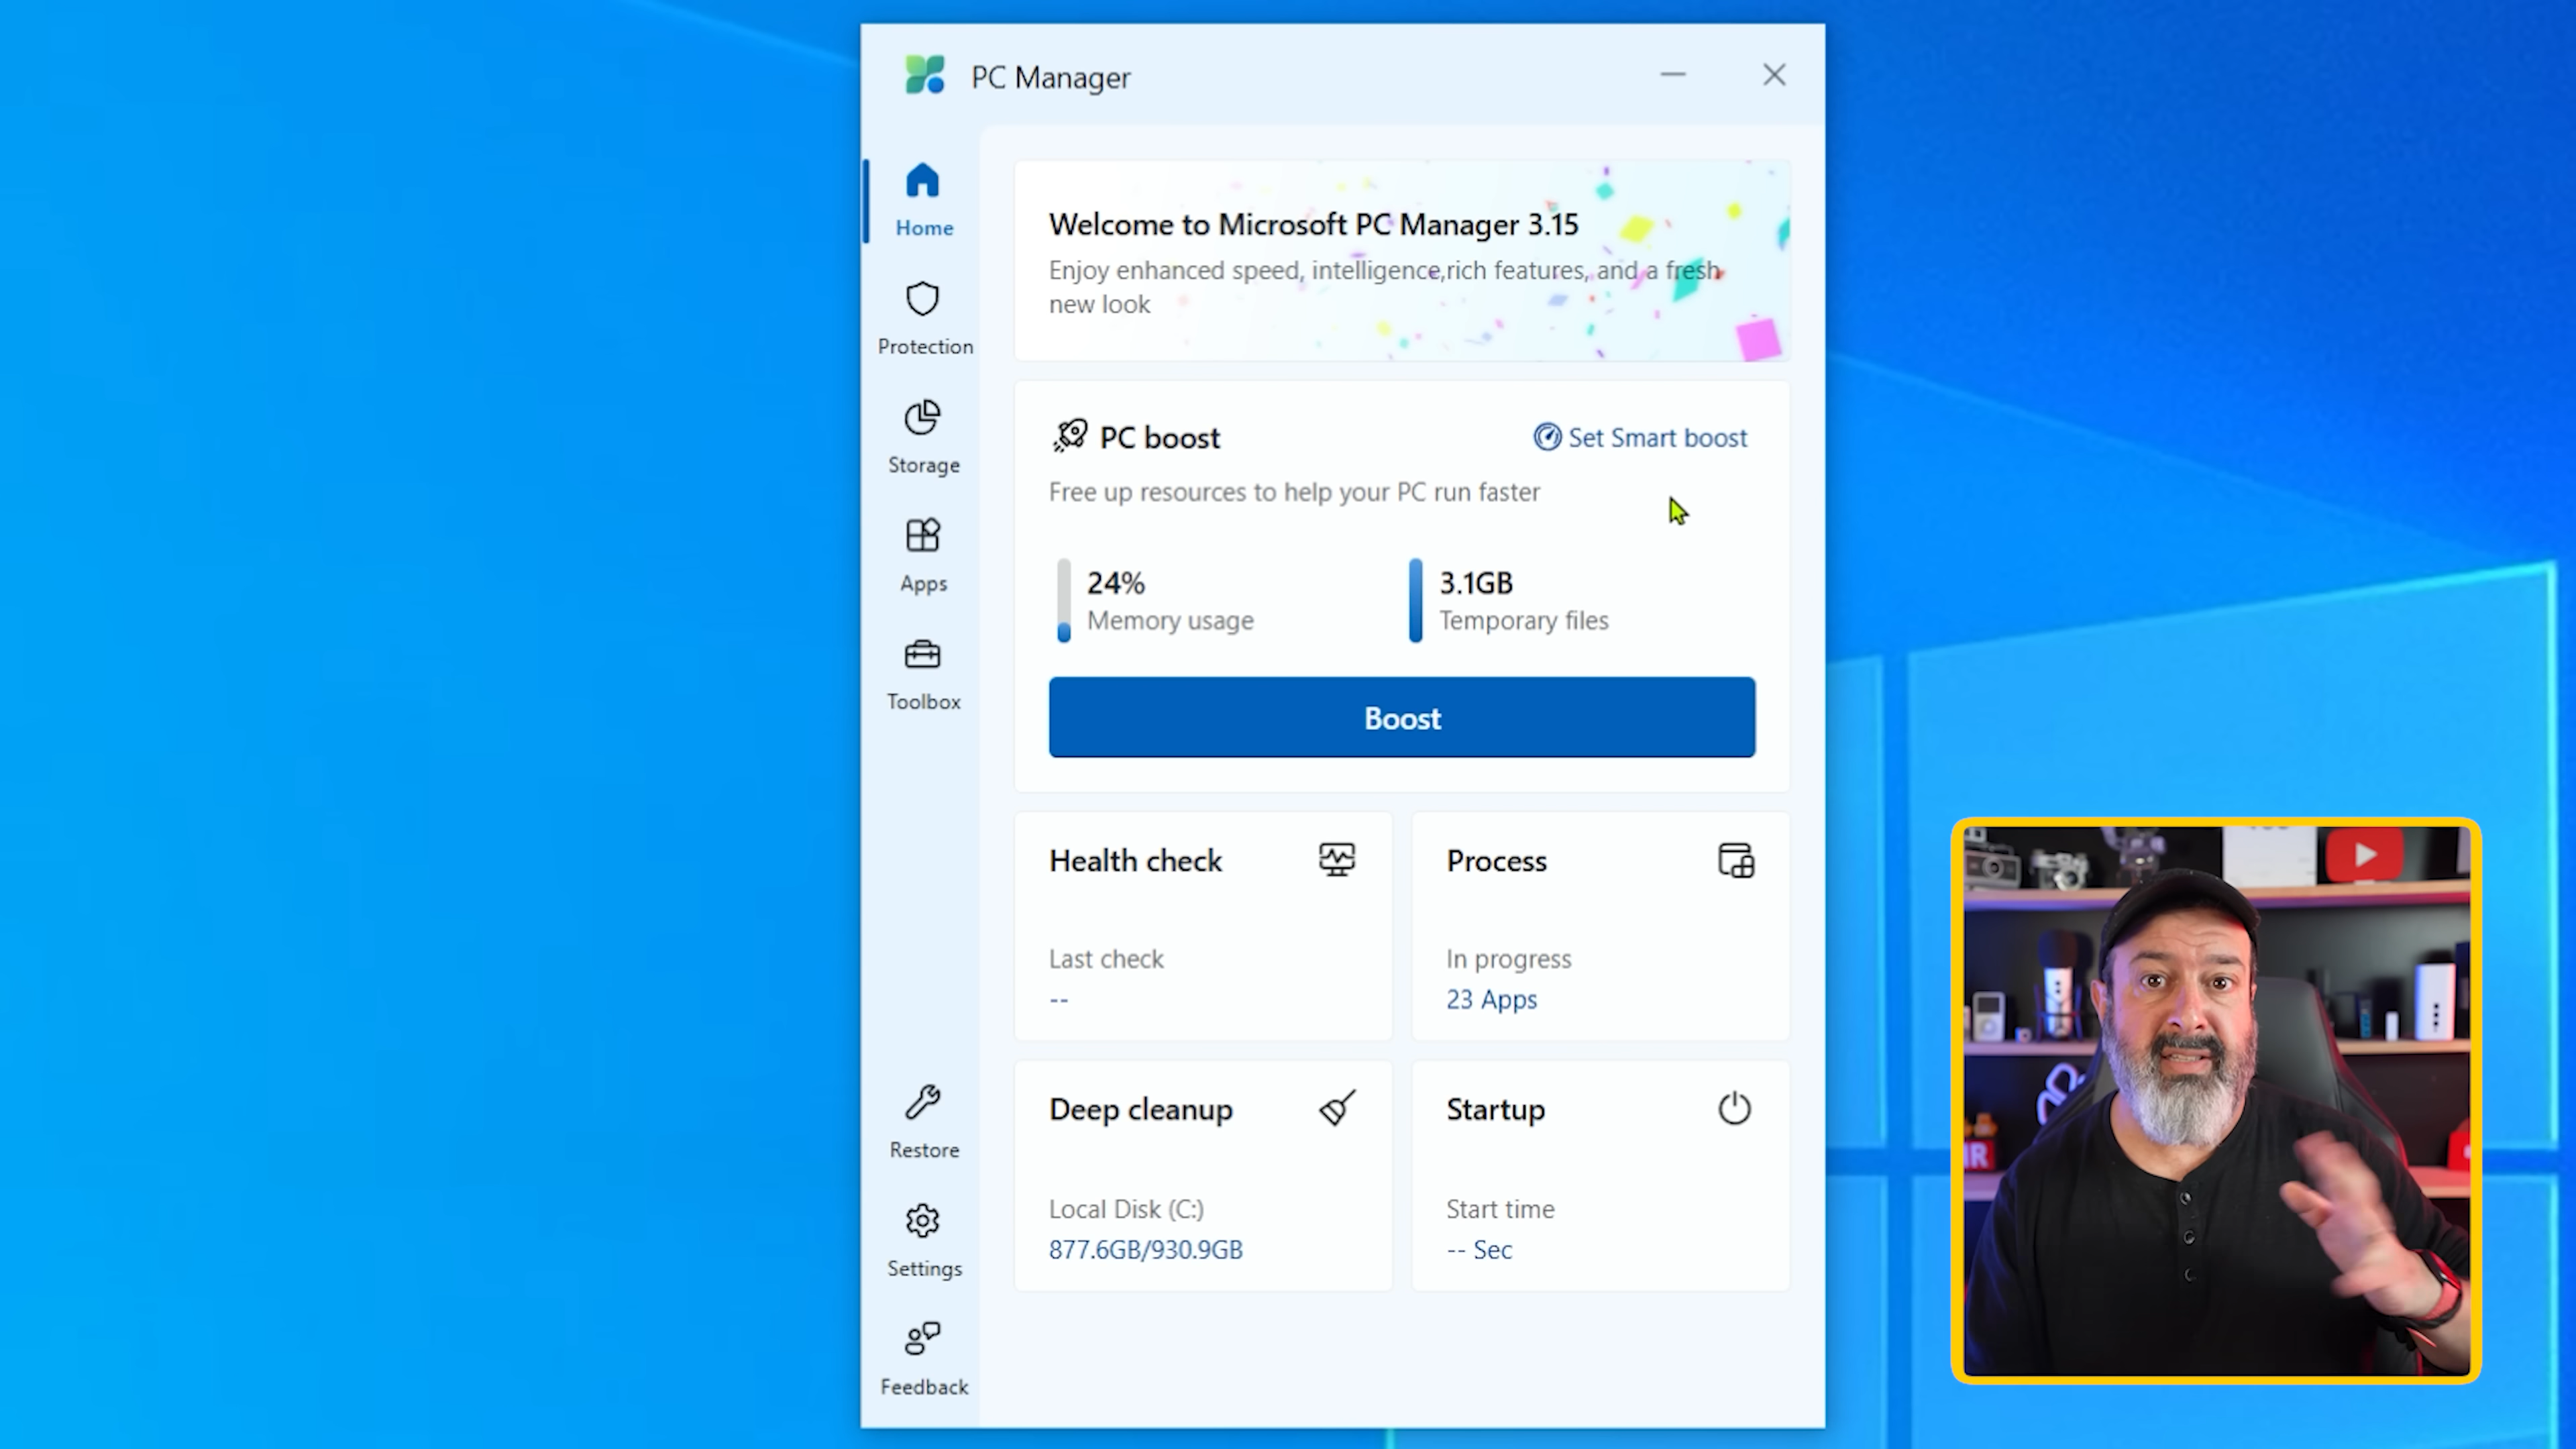 PC Manager
Home
Protection
Storage
Apps
Toolbox
Restore
Settings
Feedback
Welcome to Microsoft PC Manager 3.15
Enjoy enhanced speed, intelligence,rich features, and a fresh
new look
PC boost
Set Smart boost
Free up resources to help your PC run faster
24%
Memory usage
3.1GB
Temporary files
Boost
Health check
Last check
--
Process
In progress
23 Apps
Deep cleanup
Local Disk (C:)
877.6GB/930.9GB
Startup
Start time
-- Sec